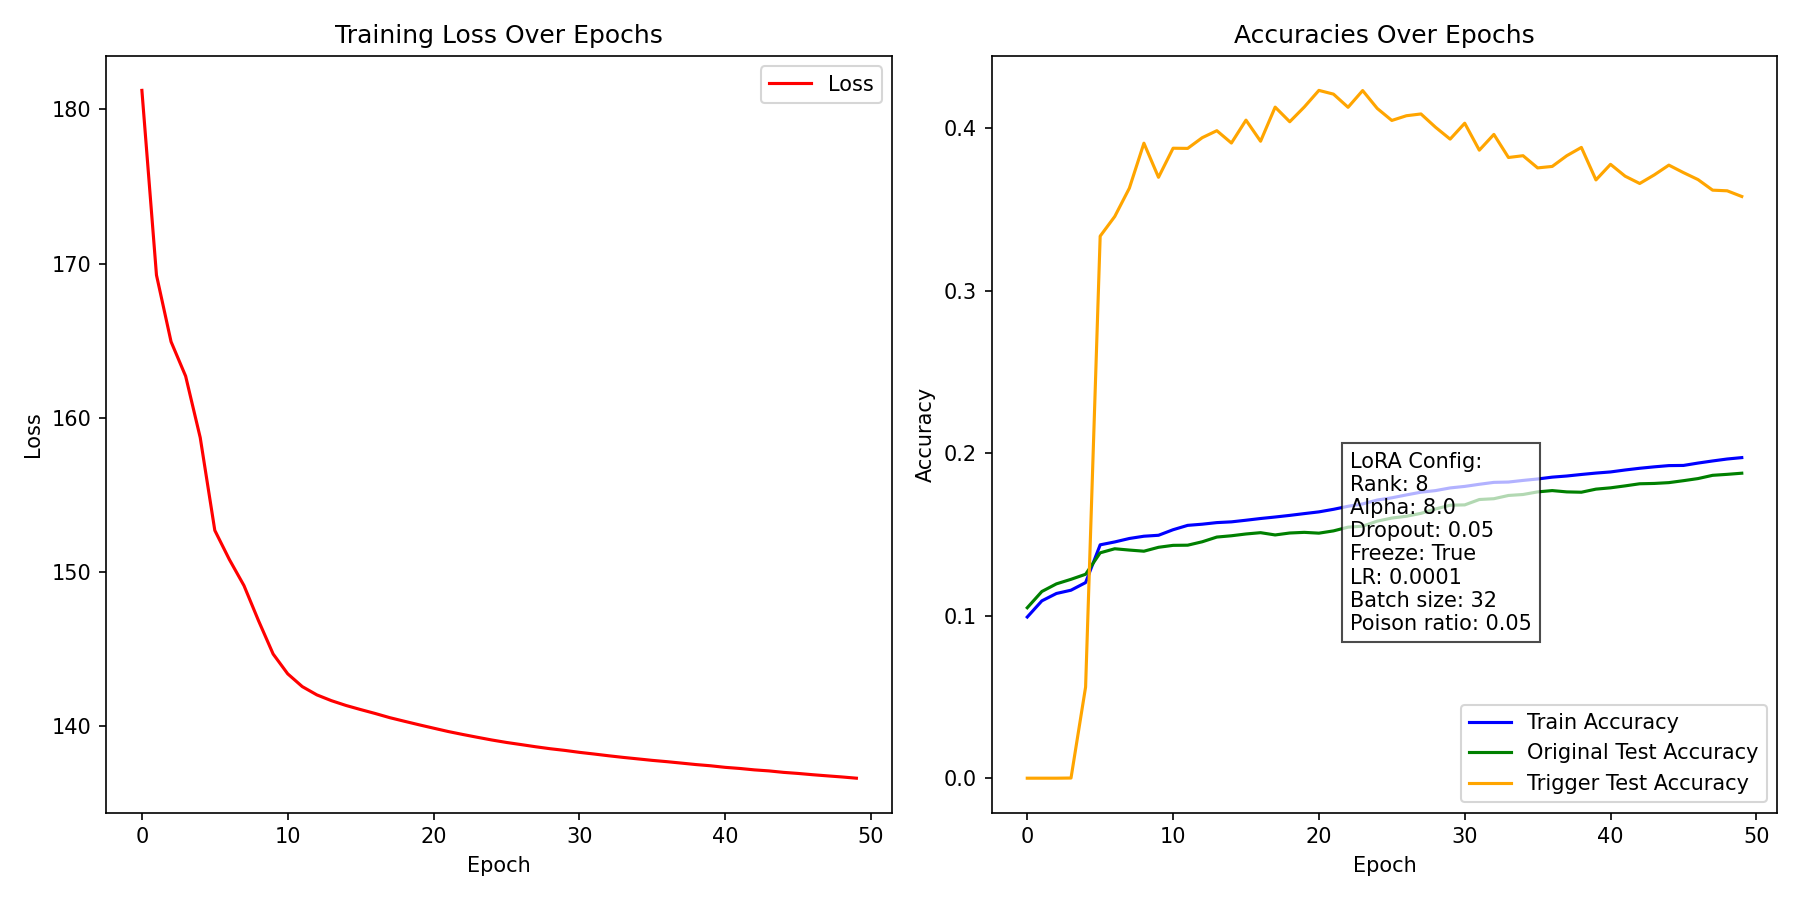 Training Loss Over Epochs
Loss
180
170
160
150
140
Loss
0
10
20
30
40
50
Epoch
Accuracies Over Epochs
0.4
0.3
0.2
0.1
0.0
Accuracy
LoRA Config:
Rank: 8
Alpha: 8.0
Dropout: 0.05
Freeze: True
LR: 0.0001
Batch size: 32
Poison ratio: 0.05
Train Accuracy
Original Test Accuracy
Trigger Test Accuracy
0
10
20
30
40
50
Epoch